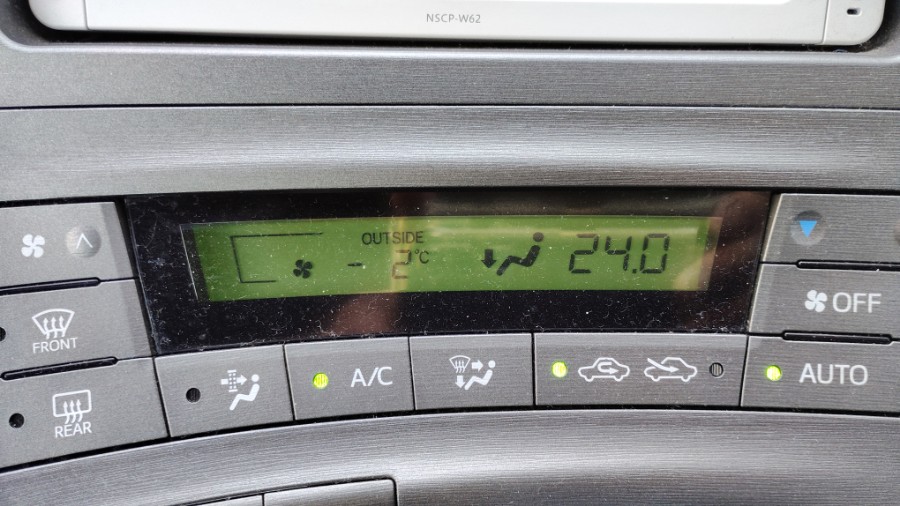 NSCP-W62
OUTSIDE
- 2°C
24.0
OFF
FRONT
A/C
AUTO
REAR